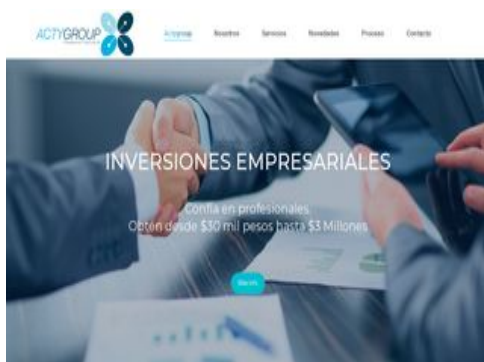 ACTYGROUP
Actygroup Nosotros Servicios Novedades Proceso Contacto
INVERSIONES EMPRESARIALES
Confía en profesionales
Obtén desde $30 mil pesos hasta $3 Millones